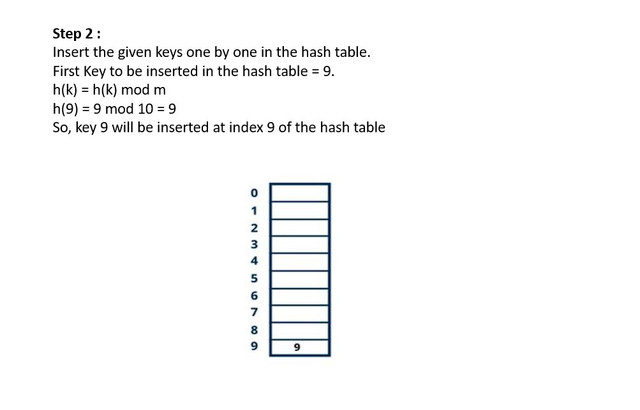 Step 2 :
Insert the given keys one by one in the hash table.
First Key to be inserted in the hash table = 9.
h(k) = h(k) mod m
h(9) = 9 mod 10 = 9
So, key 9 will be inserted at index 9 of the hash table
0
1
2
3
4
5
6
7
8
9 9